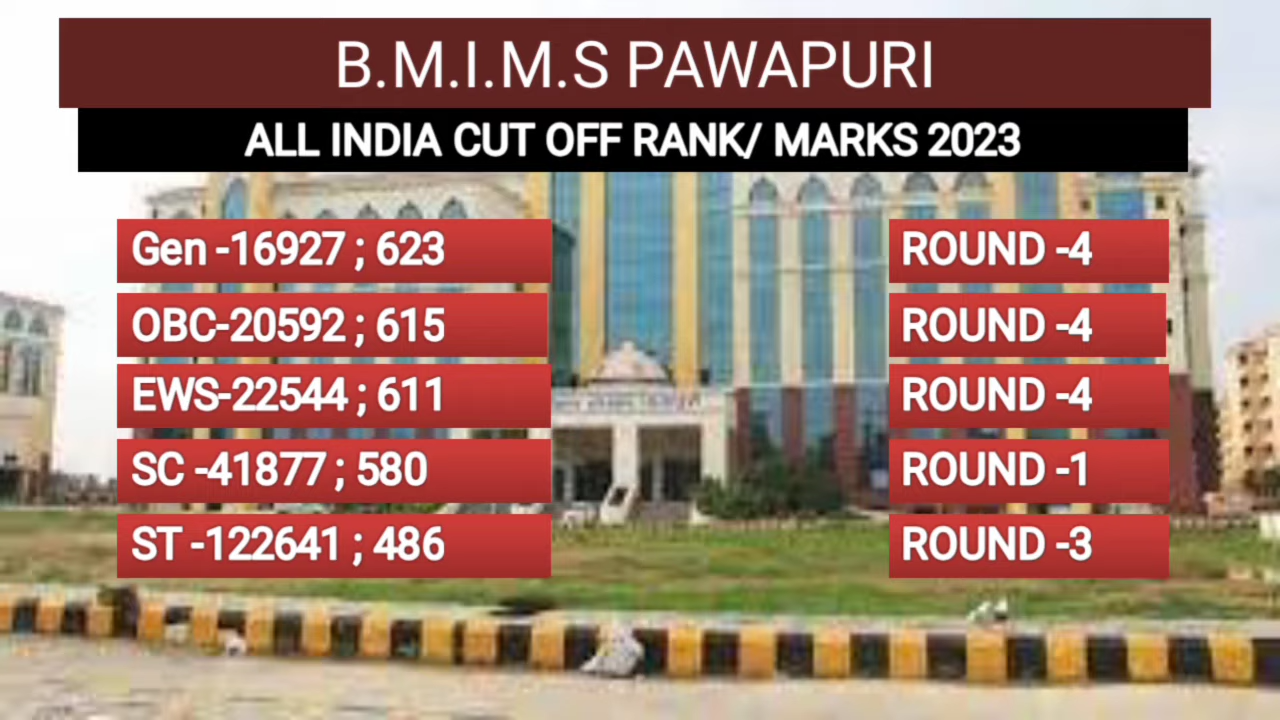 B.M.I.M.S PAWAPURI
ALL INDIA CUT OFF RANK/ MARKS 2023
Gen -16927 ; 623 ROUND -4
OBC-20592 ; 615 ROUND -4
EWS-22544 ; 611 ROUND -4
SC -41877 ; 580 ROUND -1
ST -122641 ; 486 ROUND -3